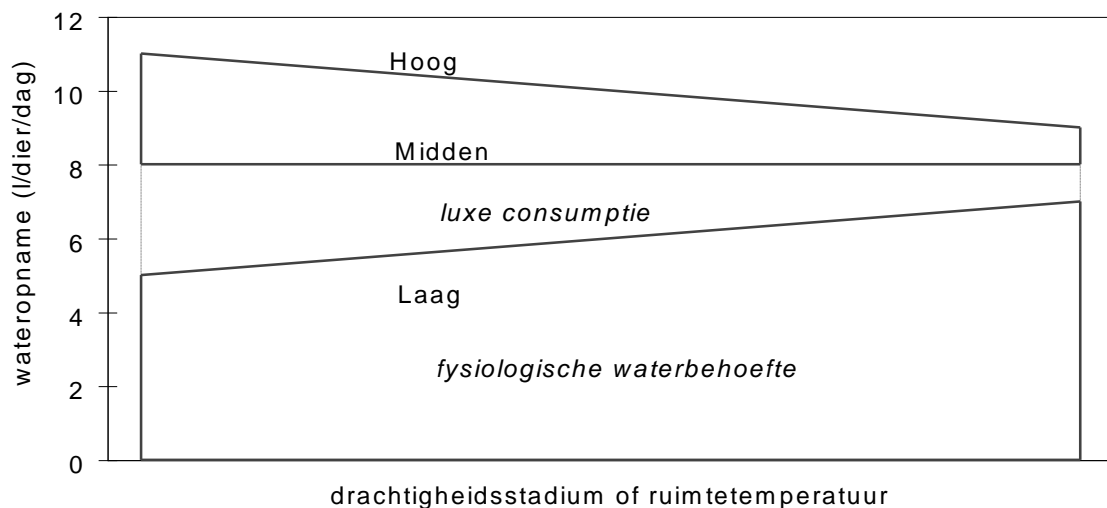 wateropname (l/dier/dag)
12
10
8
6
4
2
0
Hoog
Midden
luxe consumptie
Laag
fysiologische waterbehoefte
drachtigheidsstadium of ruimtetemperatuur